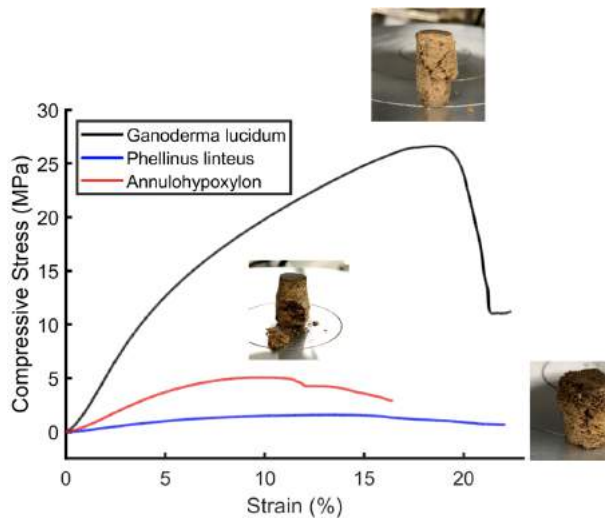 30
25
20
15
10
5
0
Compressive Stress (MPa)
Ganoderma lucidum
Phellinus linteus
Annulohypoxylon
0 5 10 15 20
Strain (%)